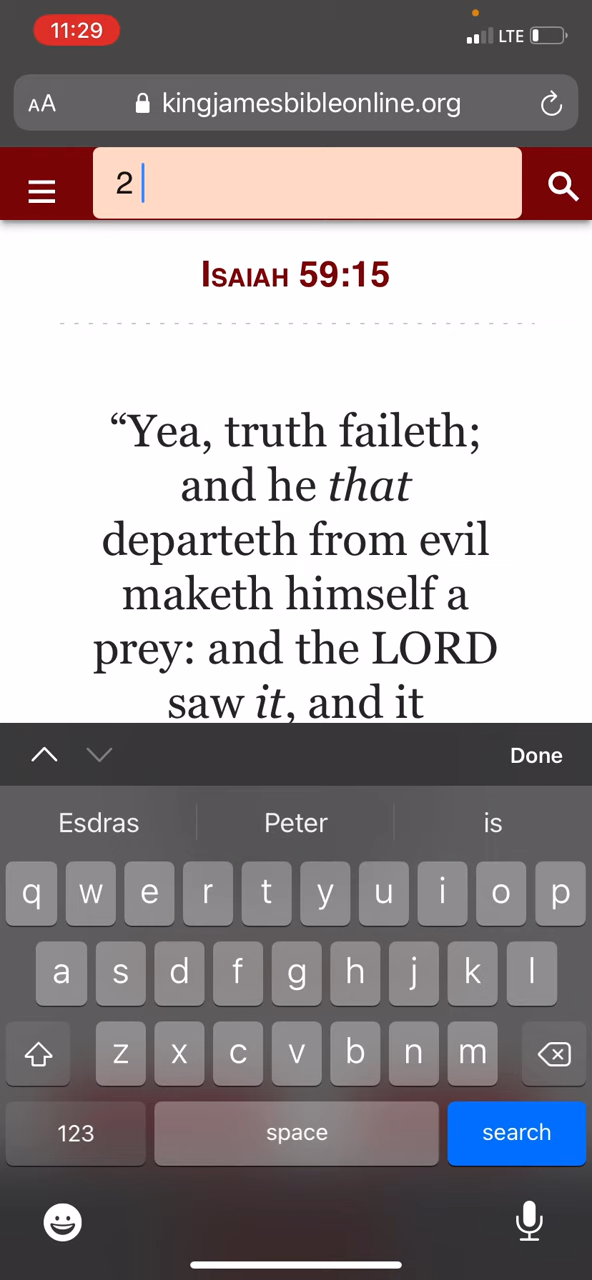 11:29
LTE
AA
kingjamesbibleonline.org
2
Isaiah 59:15
“Yea, truth faileth;
and he that
departeth from evil
maketh himself a
prey: and the LORD
saw it, and it
Done
Esdras Peter is
q w e r t y u i o p
a s d f g h j k l
z x c v b n m
123 space search